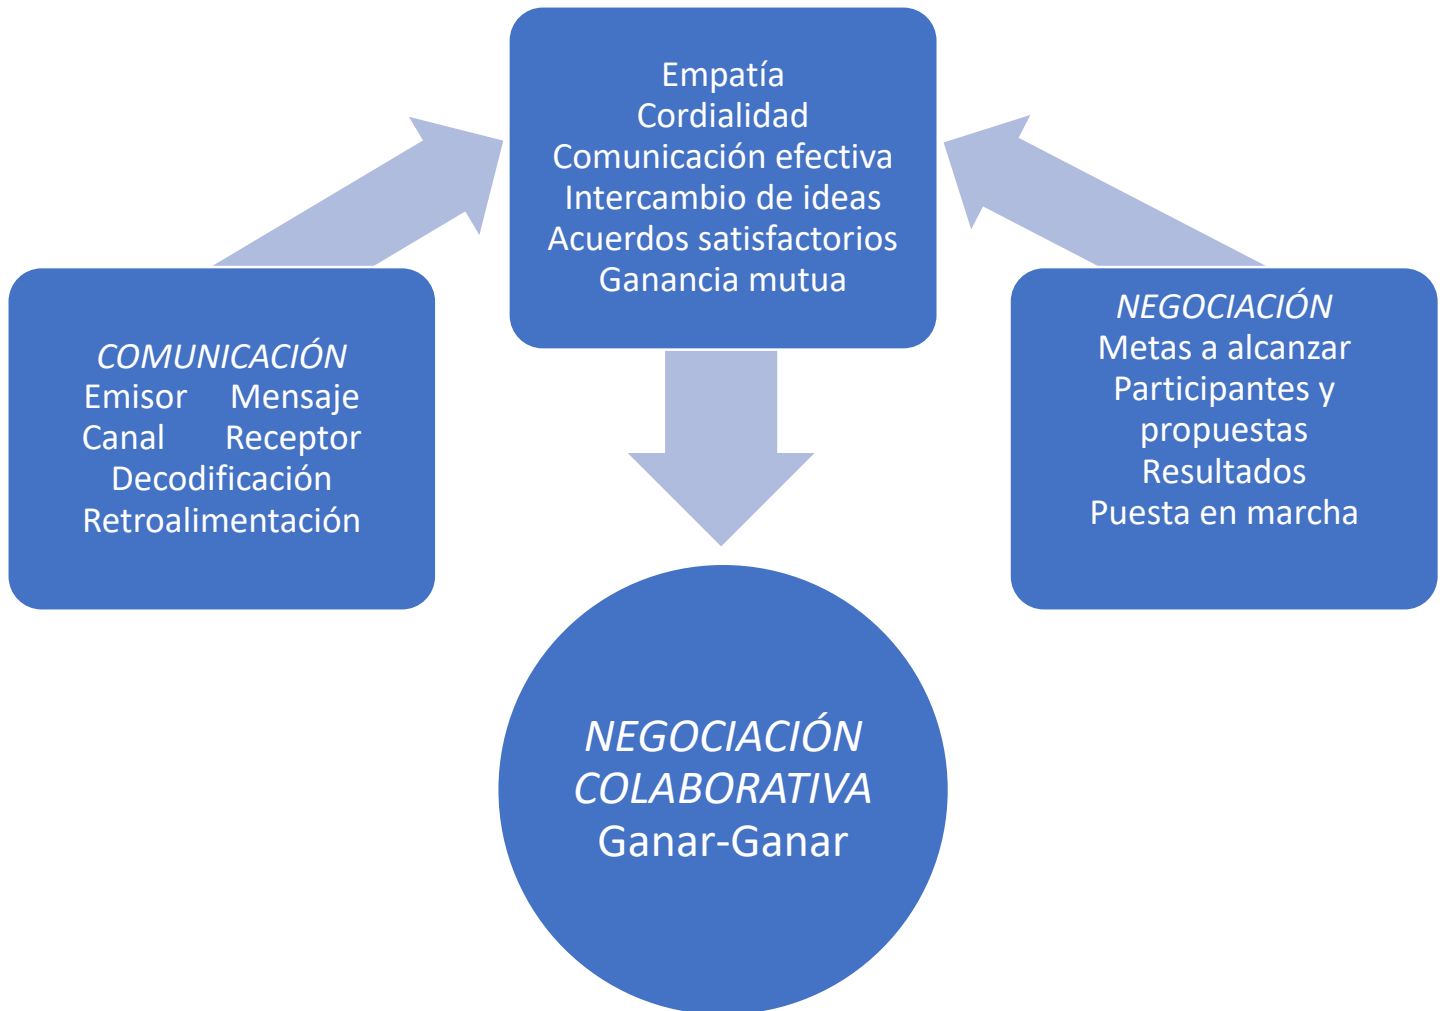 Empatía
Cordialidad
Comunicación efectiva
Intercambio de ideas
Acuerdos satisfactorios
Ganancia mutua
COMUNICACIÓN
Emisor Mensaje
Canal Receptor
Decodificación
Retroalimentación
NEGOCIACIÓN
Metas a alcanzar
Participantes y
propuestas
Resultados
Puesta en marcha
NEGOCIACIÓN
COLABORATIVA
Ganar-Ganar